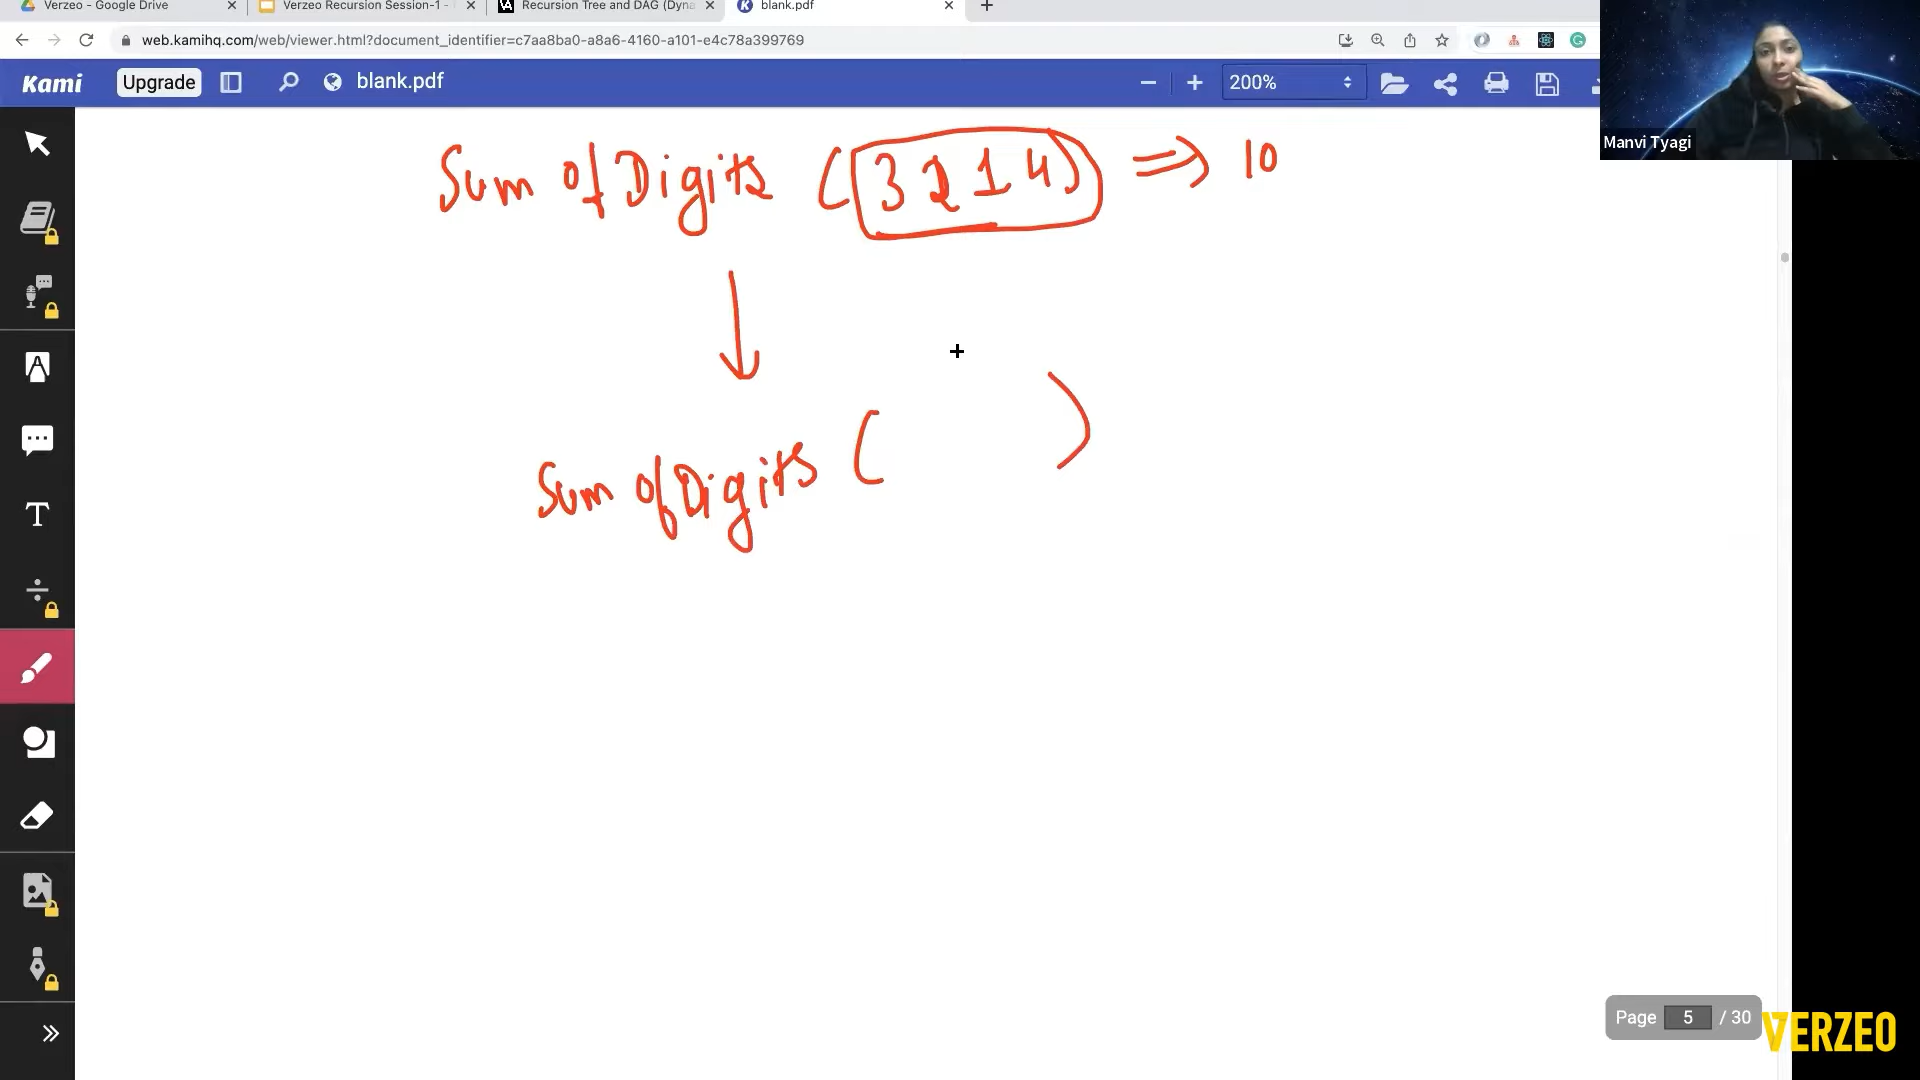 Verzeo - Google Drive
Verzeo Recursion Session-1 -
Recursion Tree and DAG (Dyna
blank.pdf
web.kamihq.com/web/viewer.html?document_identifier=c7aa8ba0-a8a6-4160-a101-e4c78a399769
Kami
Upgrade
blank.pdf
200%
Manvi Tyagi
Sum of Digits (3214) ⇒ 10
Sum of Digits ( )
Page 5 / 30
VERZEO